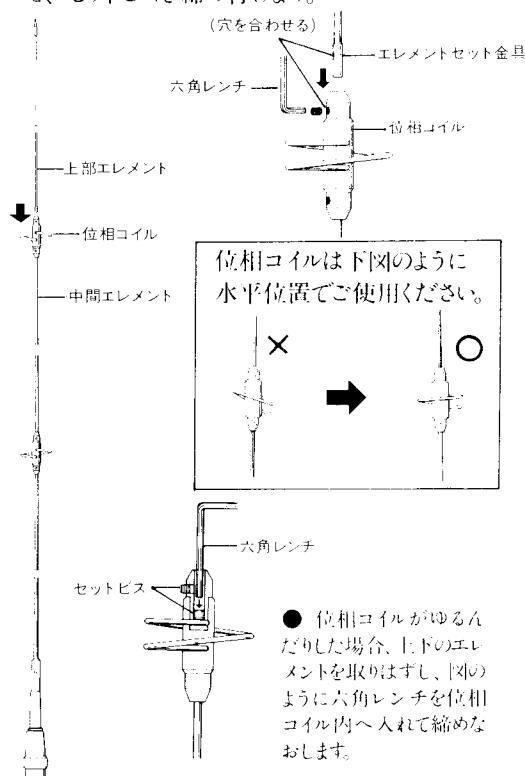 締め付けます。
(穴を合わせる)
エレメントセット金具
六角レンチ
位相コイル
上部エレメント
位相コイル
中間エレメント
位相コイルは下図のように
水平位置でご使用ください。
×
○
六角レンチ
セットビス
● 位相コイルがゆるん
だりした場合、上下のエレ
メントを取りはずし、図の
ように六角レンチを位相
コイル内へ入れて締めな
おします。